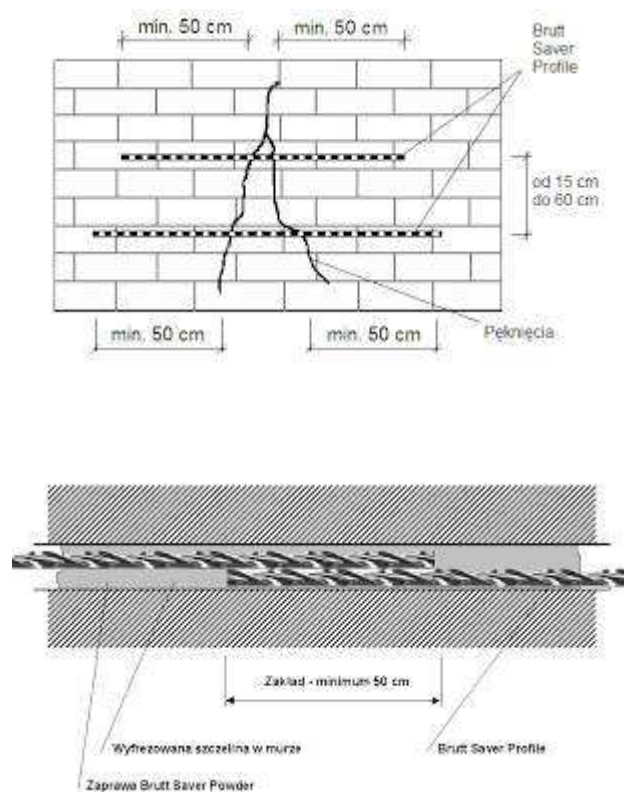 min. 50 cm
min. 50 cm
Brutt
Saver
Profile
od 15 cm
do 60 cm
min. 50 cm
min. 50 cm
Pęknięcia
Zakład - minimum 50 cm
Wyfrezowana szczelina w murze
Brutt Saver Profile
Zaprawa Brutt Saver Powder